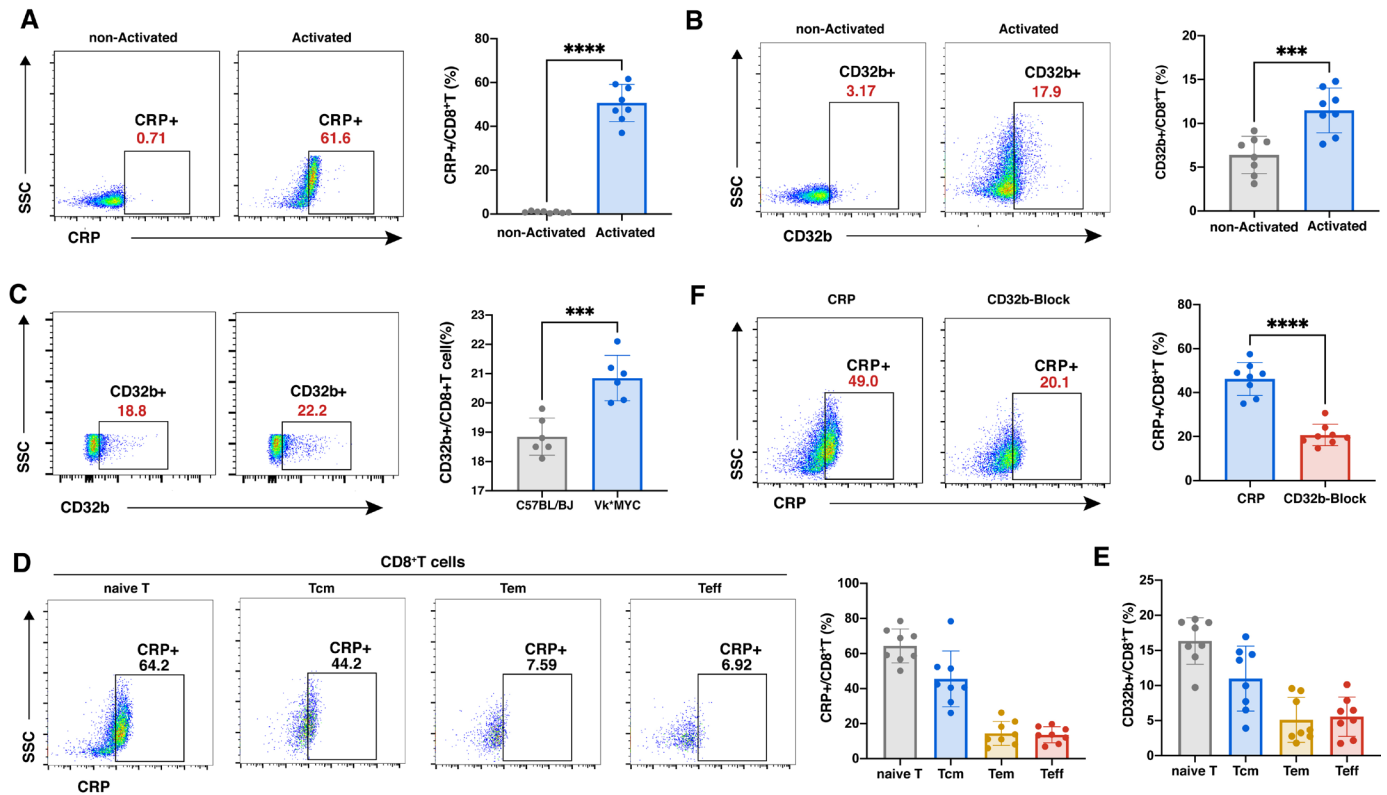 A
non-Activated
Activated
CRP+
0.71
CRP+
61.6
SSC
CRP
CRP+/CD8⁺T (%)
80
60
40
20
0
****
non-Activated
Activated
B
non-Activated
Activated
CD32b+
3.17
CD32b+
17.9
SSC
CD32b
CD32b+/CD8⁺T (%)
20
15
10
5
0
***
non-Activated
Activated
C
CD32b+
18.8
CD32b+
22.2
SSC
CD32b
CD32b+/CD8+T cell(%)
23
22
21
20
19
18
17
***
C57BL/BJ
Vk*MYC
F
CRP
CD32b-Block
CRP+
49.0
CRP+
20.1
SSC
CRP
CRP+/CD8⁺T (%)
80
60
40
20
0
****
CRP
CD32b-Block
D
CD8⁺T cells
naive T
Tcm
Tem
Teff
CRP+
64.2
CRP+
44.2
CRP+
7.59
CRP+
6.92
SSC
CRP
CRP+/CD8⁺T (%)
100
80
60
40
20
0
naive T
Tcm
Tem
Teff
E
CD32b+/CD8⁺T (%)
25
20
15
10
5
0
naive T
Tcm
Tem
Teff